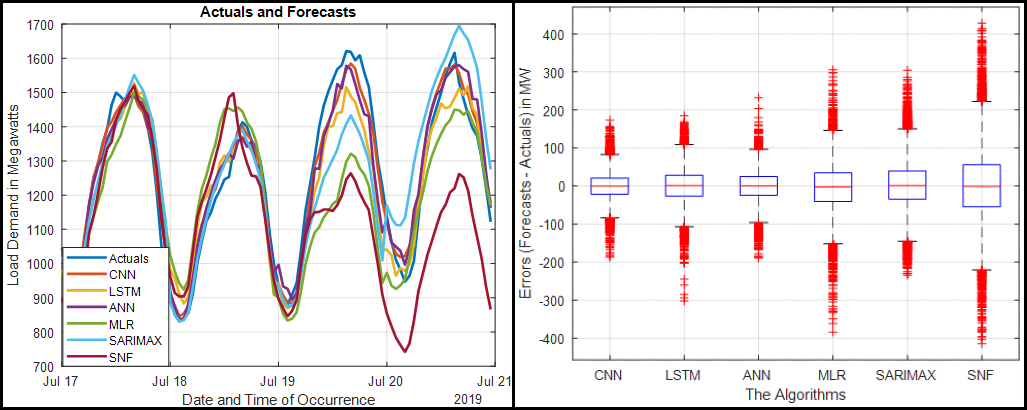 Actuals and Forecasts
Load Demand in Megawatts
1700
1600
1500
1400
1300
1200
1100
1000
900
800
700
Actuals
CNN
LSTM
ANN
MLR
SARIMAX
SNF
Jul 17
Jul 18
Jul 19
Jul 20
Jul 21
Date and Time of Occurrence
2019
Errors (Forecasts - Actuals) in MW
400
300
200
100
0
-100
-200
-300
-400
CNN
LSTM
ANN
MLR
SARIMAX
SNF
The Algorithms